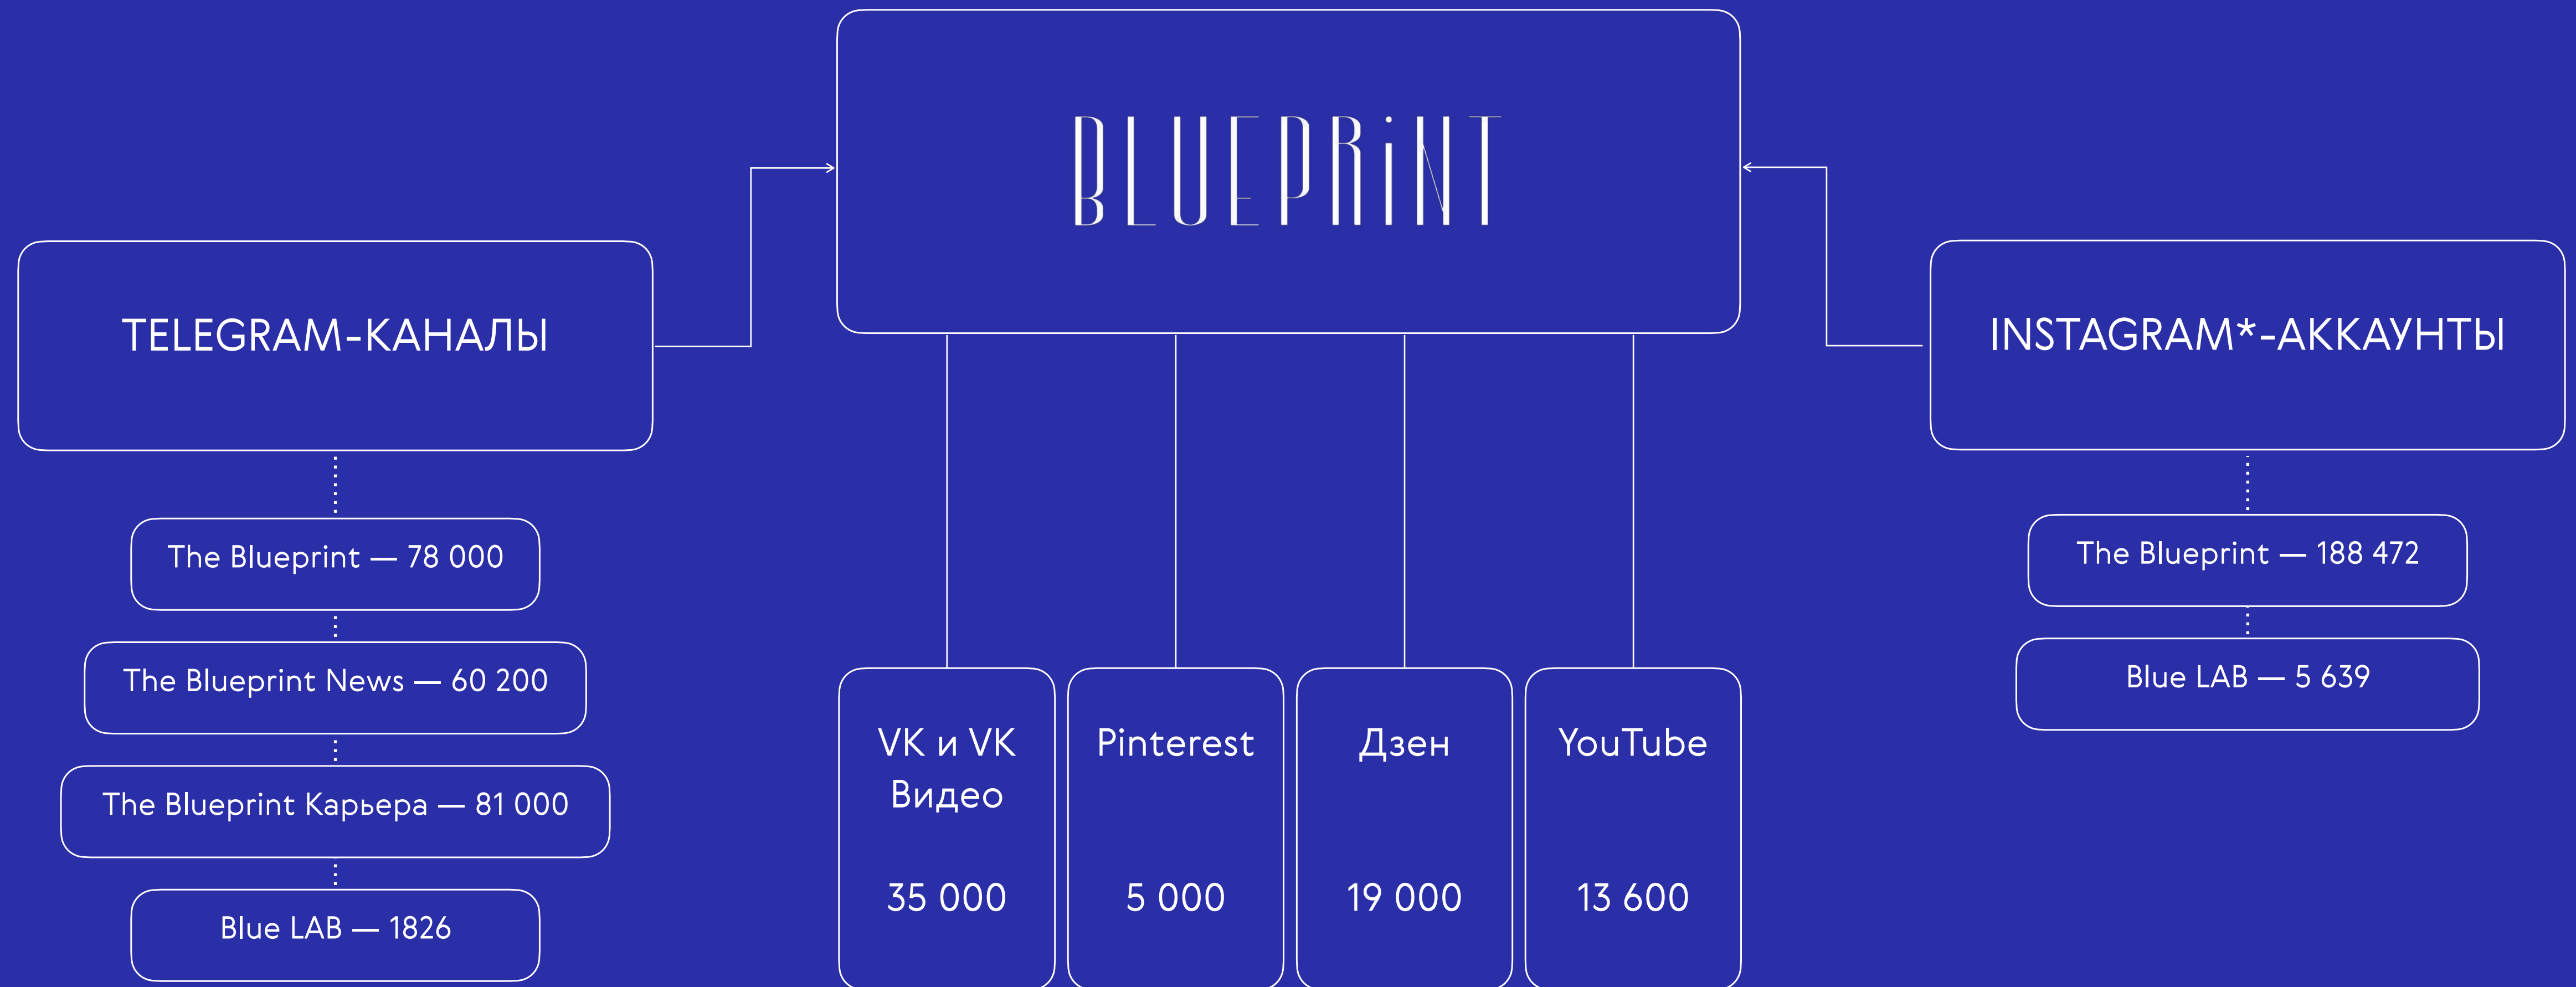 BLUEPRiNT
TELEGRAM-КАНАЛЫ
The Blueprint — 78 000
The Blueprint News — 60 200
The Blueprint Карьера — 81 000
Blue LAB — 1826
VK и VK
Видео
35 000
Pinterest
5 000
Дзен
19 000
YouTube
13 600
INSTAGRAM*-АККАУНТЫ
The Blueprint — 188 472
Blue LAB — 5 639